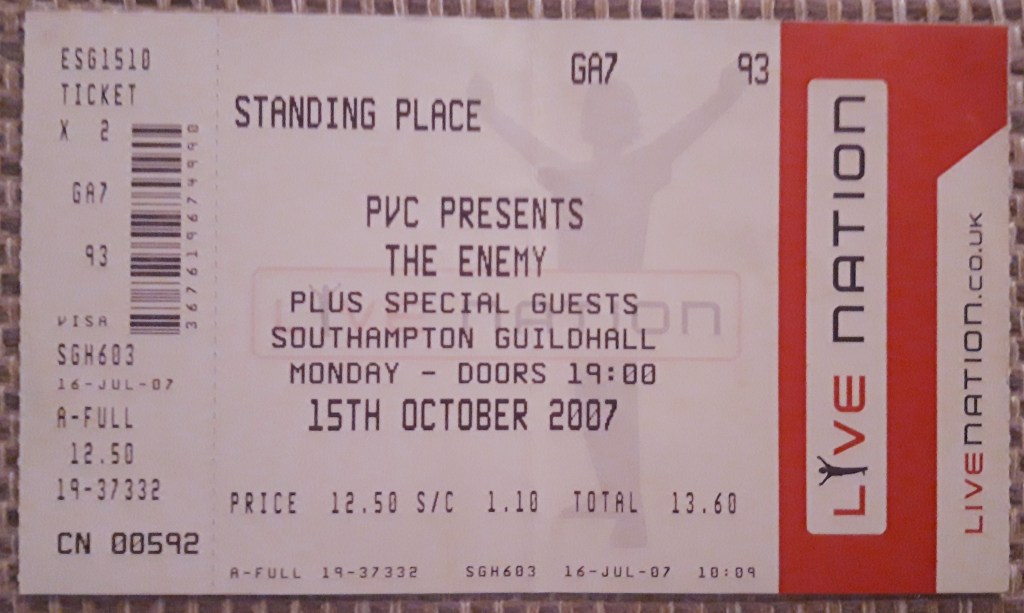 ESG1510
TICKET
X 2
GA7
93
VISA
SGH603
16-JUL-07
A-FULL
12.50
19-37332
CN 00592
3676196749990
GA7 93
STANDING PLACE
PVC PRESENTS
THE ENEMY
PLUS SPECIAL GUESTS
SOUTHAMPTON GUILDHALL
MONDAY - DOORS 19:00
15TH OCTOBER 2007
PRICE 12.50 S/C 1.10 TOTAL 13.60
A-FULL 19-37332 SGH603 16-JUL-07 10:09
LIVE NATION
LIVE NATION
LIVENATION.CO.UK